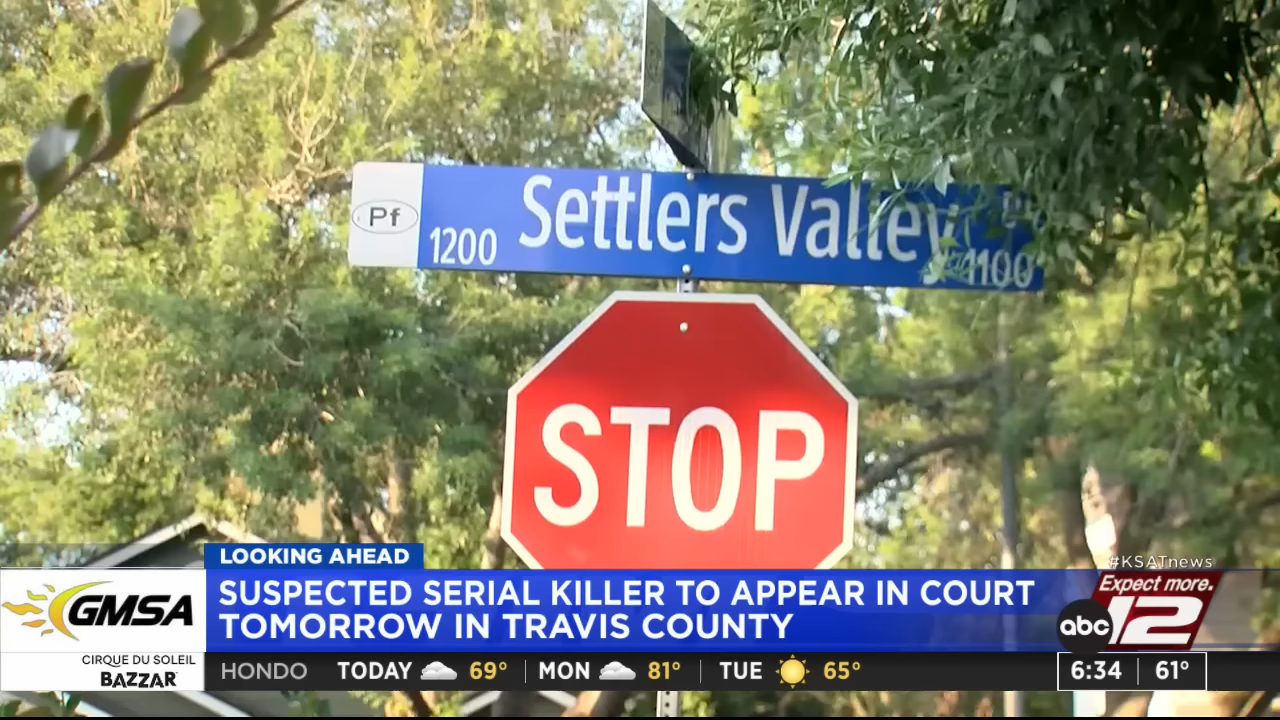 Pf
1200 Settlers Valley
1100
STOP
LOOKING AHEAD
#KSATnews
SUSPECTED SERIAL KILLER TO APPEAR IN COURT
TOMORROW IN TRAVIS COUNTY
GMSA
Expect more.
abc 12
CIRQUE DU SOLEIL
BAZZAR
HONDO TODAY 69° MON 81° TUE 65°
6:34 61°